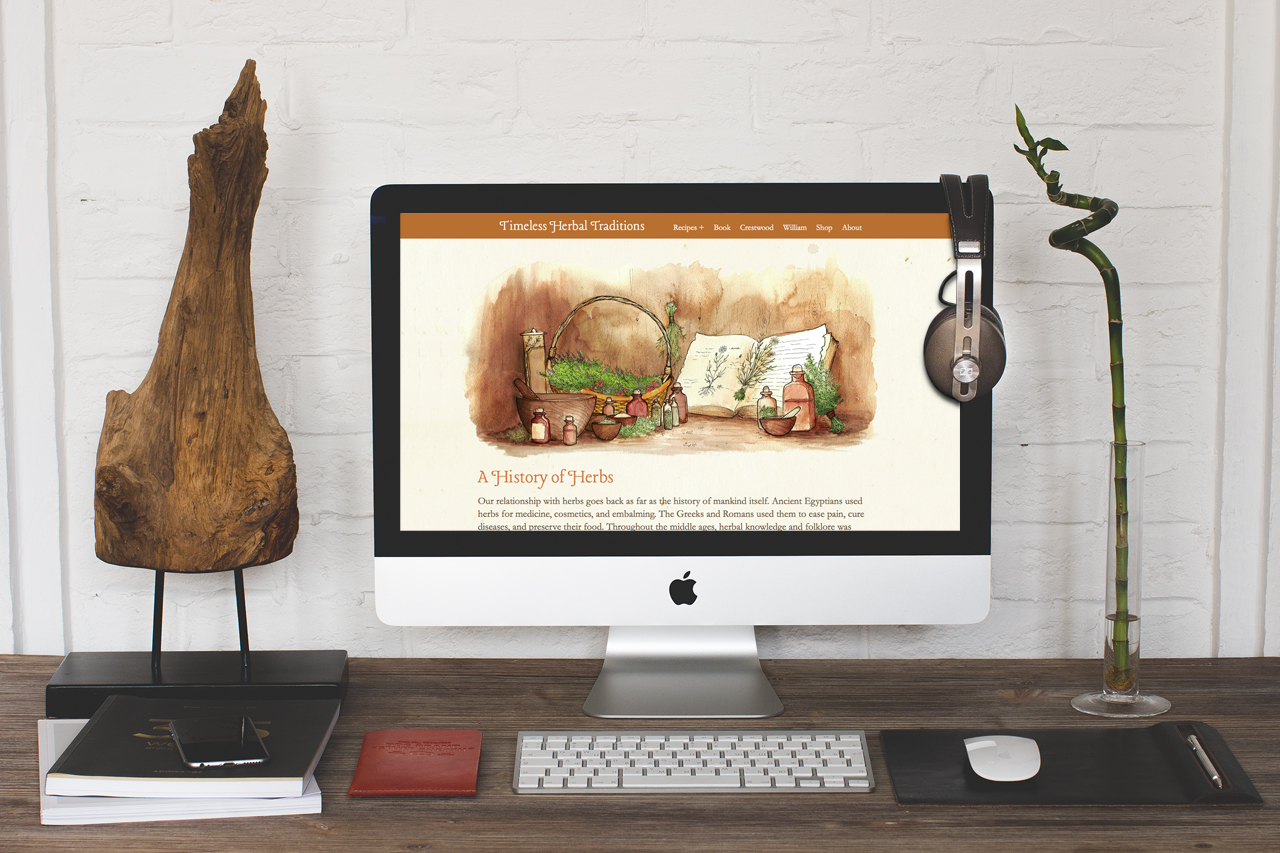 Timeless Herbal Traditions
Recipes + Book Crestwood William Shop About
A History of Herbs
Our relationship with herbs goes back as far as the history of mankind itself. Ancient Egyptians used
herbs for medicine, cosmetics, and embalming. The Greeks and Romans used them to ease pain, cure
diseases, and preserve their food. Throughout the middle ages, herbal knowledge and folklore was